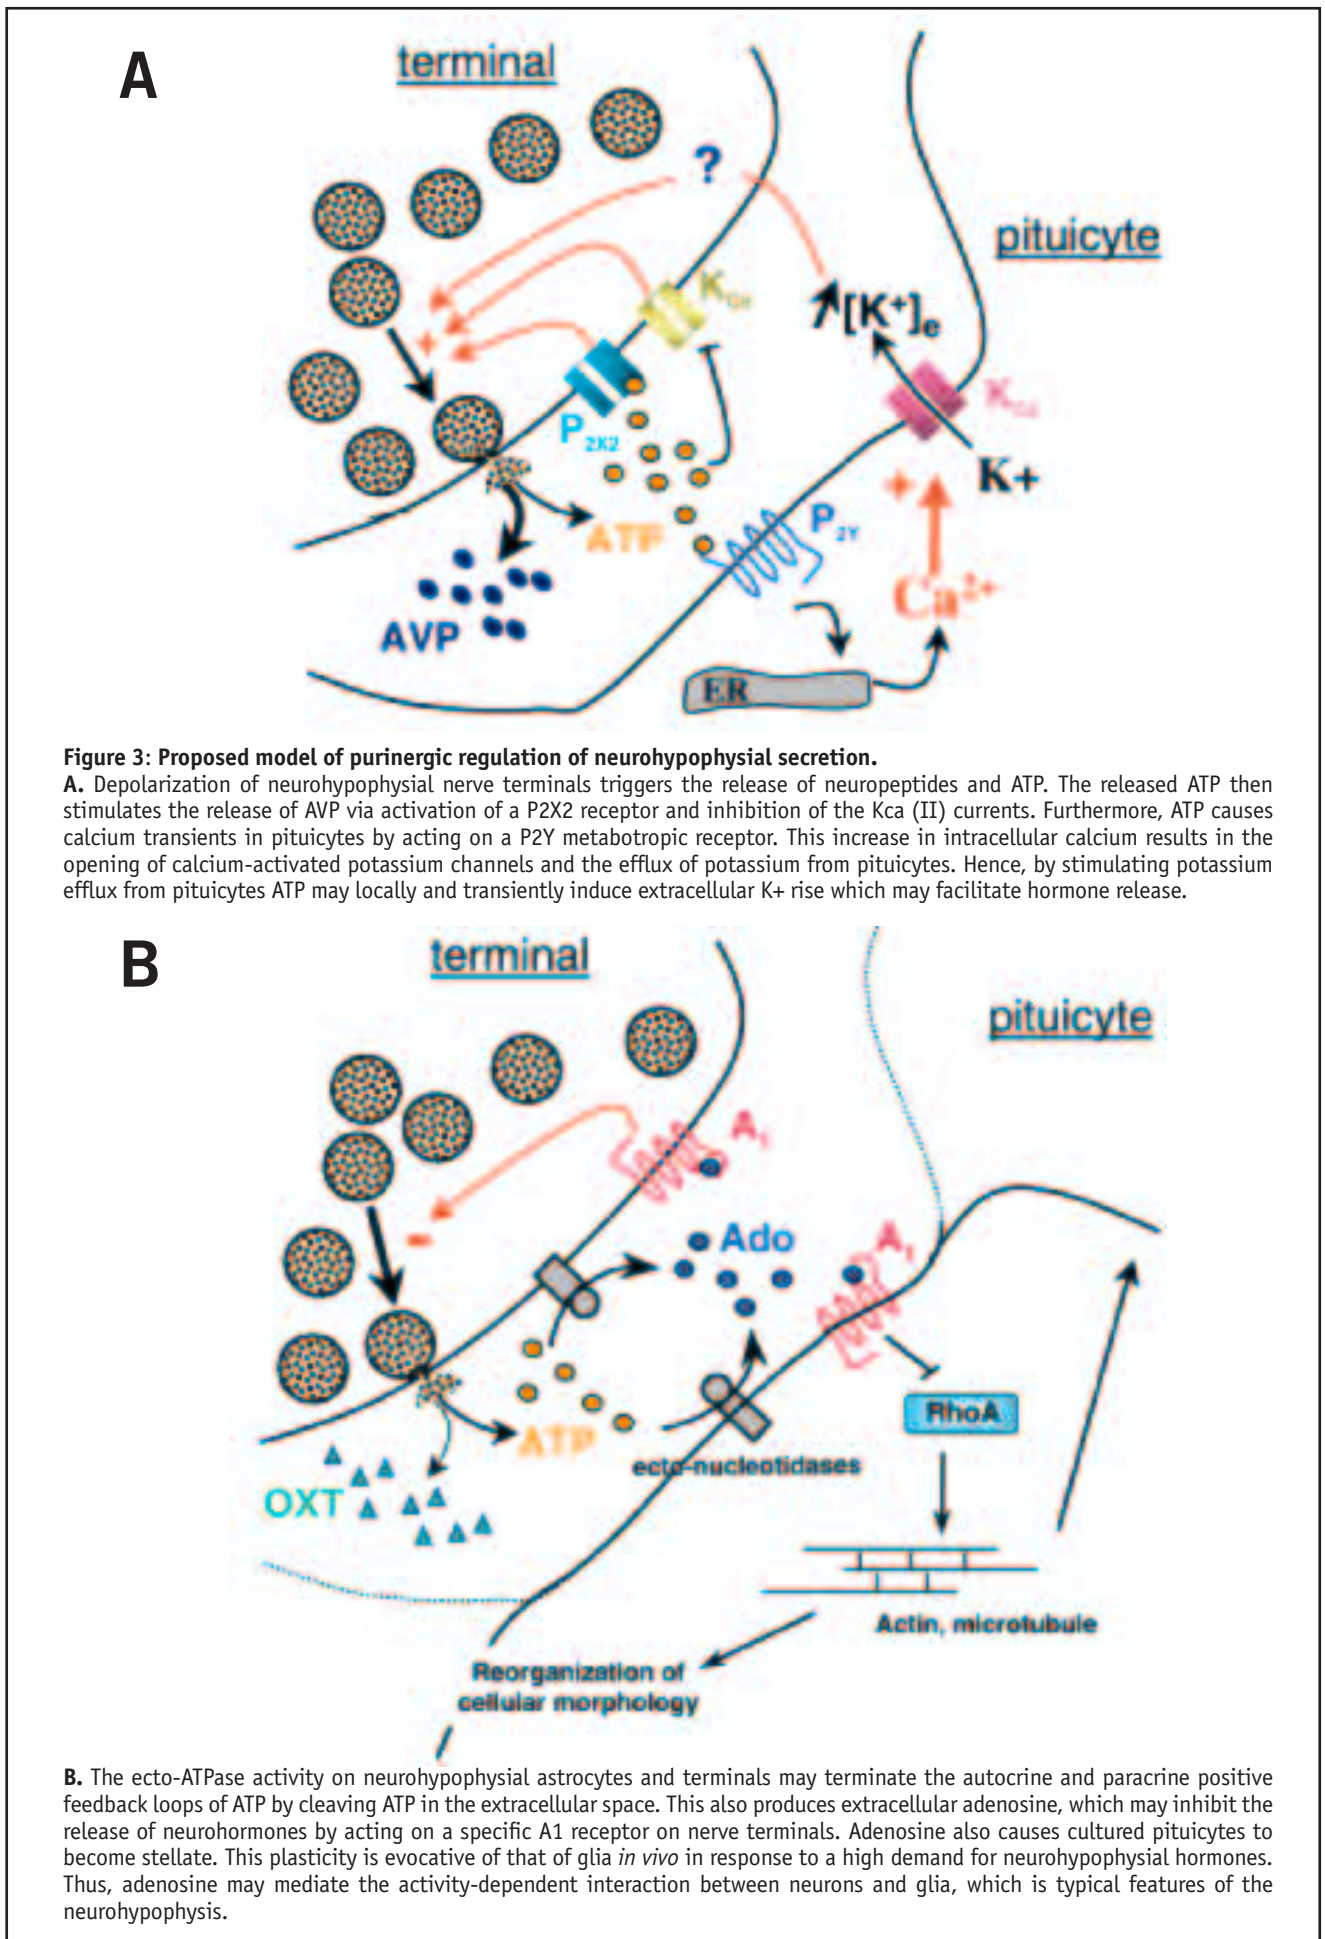 A
terminal
?
pituicyte
K Ca
[K+]e
P 2X2
K Ca
K+
+
+
ATP
P 2Y
Ca2+
AVP
ER
Figure 3: Proposed model of purinergic regulation of neurohypophysial secretion.
A. Depolarization of neurohypophysial nerve terminals triggers the release of neuropeptides and ATP. The released ATP then
stimulates the release of AVP via activation of a P2X2 receptor and inhibition of the Kca (II) currents. Furthermore, ATP causes
calcium transients in pituicytes by acting on a P2Y metabotropic receptor. This increase in intracellular calcium results in the
opening of calcium-activated potassium channels and the efflux of potassium from pituicytes. Hence, by stimulating potassium
efflux from pituicytes ATP may locally and transiently induce extracellular K+ rise which may facilitate hormone release.
B
terminal
pituicyte
A1
-
Ado
A1
RhoA
ATP
ecto-nucleotidases
OXT
Actin, microtubule
Reorganization of
cellular morphology
B. The ecto-ATPase activity on neurohypophysial astrocytes and terminals may terminate the autocrine and paracrine positive
feedback loops of ATP by cleaving ATP in the extracellular space. This also produces extracellular adenosine, which may inhibit the
release of neurohormones by acting on a specific A1 receptor on nerve terminals. Adenosine also causes cultured pituicytes to
become stellate. This plasticity is evocative of that of glia in vivo in response to a high demand for neurohypophysial hormones.
Thus, adenosine may mediate the activity-dependent interaction between neurons and glia, which is typical features of the
neurohypophysis.